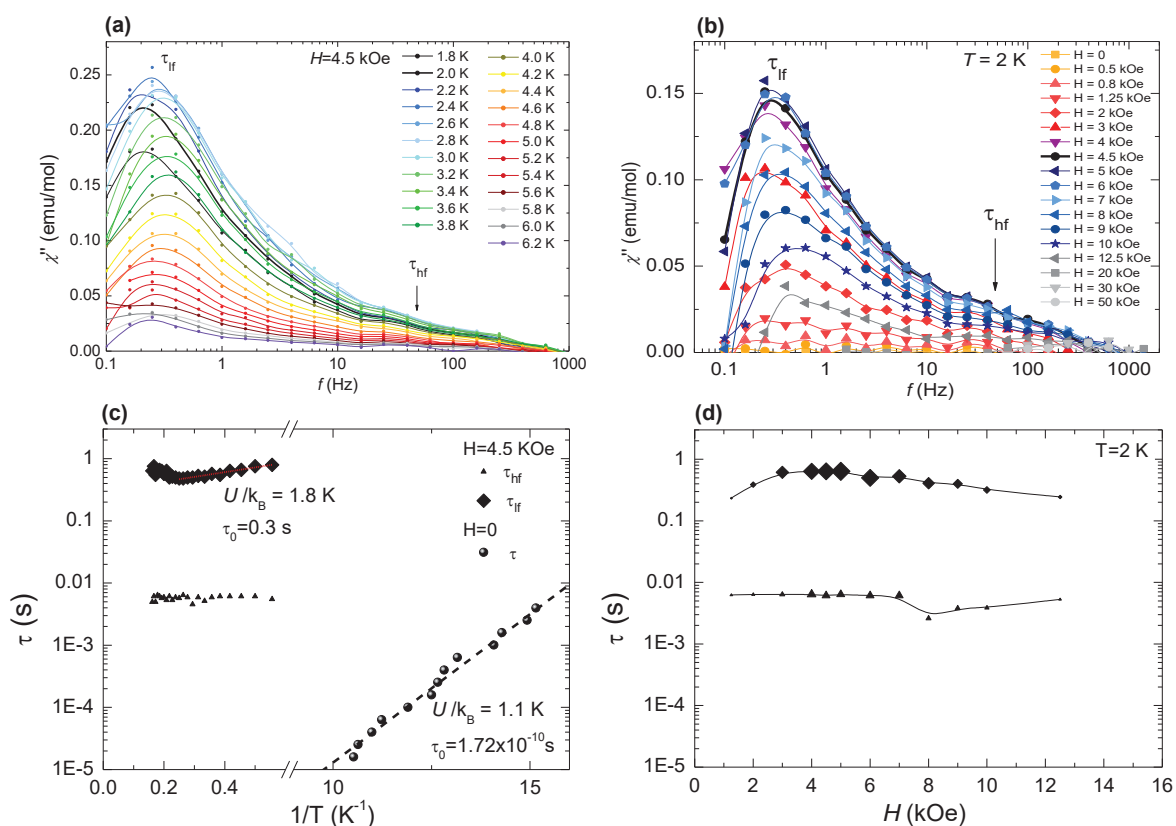 (a)
χ'' (emu/mol)
0.25
0.20
0.15
0.10
0.05
0.00
0.1
1
10
100
1000
f (Hz)
τlf
τhf
H=4.5 kOe
1.8 K
2.0 K
2.2 K
2.4 K
2.6 K
2.8 K
3.0 K
3.2 K
3.4 K
3.6 K
3.8 K
4.0 K
4.2 K
4.4 K
4.6 K
4.8 K
5.0 K
5.2 K
5.4 K
5.6 K
5.8 K
6.0 K
6.2 K
(b)
χ'' (emu/mol)
0.15
0.10
0.05
0.00
0.1
1
10
100
1000
f (Hz)
τlf
τhf
T = 2 K
H = 0
H = 0.5 kOe
H = 0.8 kOe
H = 1.25 kOe
H = 2 kOe
H = 3 kOe
H = 4 kOe
H = 4.5 kOe
H = 5 kOe
H = 6 kOe
H = 7 kOe
H = 8 kOe
H = 9 kOe
H = 10 kOe
H = 12.5 kOe
H = 20 kOe
H = 30 kOe
H = 50 kOe
(c)
τ (s)
1
0.1
0.01
1E-3
1E-4
1E-5
0.2
0.4
10
15
1/T (K⁻¹)
H=4.5 KOe
τhf
τlf
H=0
τ
U/kB = 1.8 K
τ0=0.3 s
U/kB = 1.1 K
τ0=1.72x10⁻¹⁰s
(d)
τ (s)
1
0.1
0.01
1E-3
1E-4
1E-5
0
2
4
6
8
10
12
14
16
H (kOe)
T=2 K